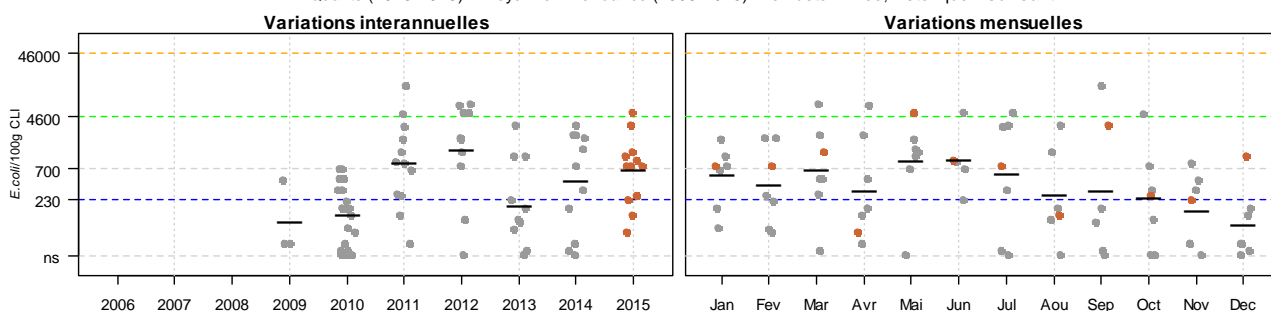 Variations interannuelles
Variations mensuelles
E.coli/100g CLI
46000
4600
700
230
ns
2006 2007 2008 2009 2010 2011 2012 2013 2014 2015
Jan Fev Mar Avr Mai Jun Jul Aou Sep Oct Nov Dec